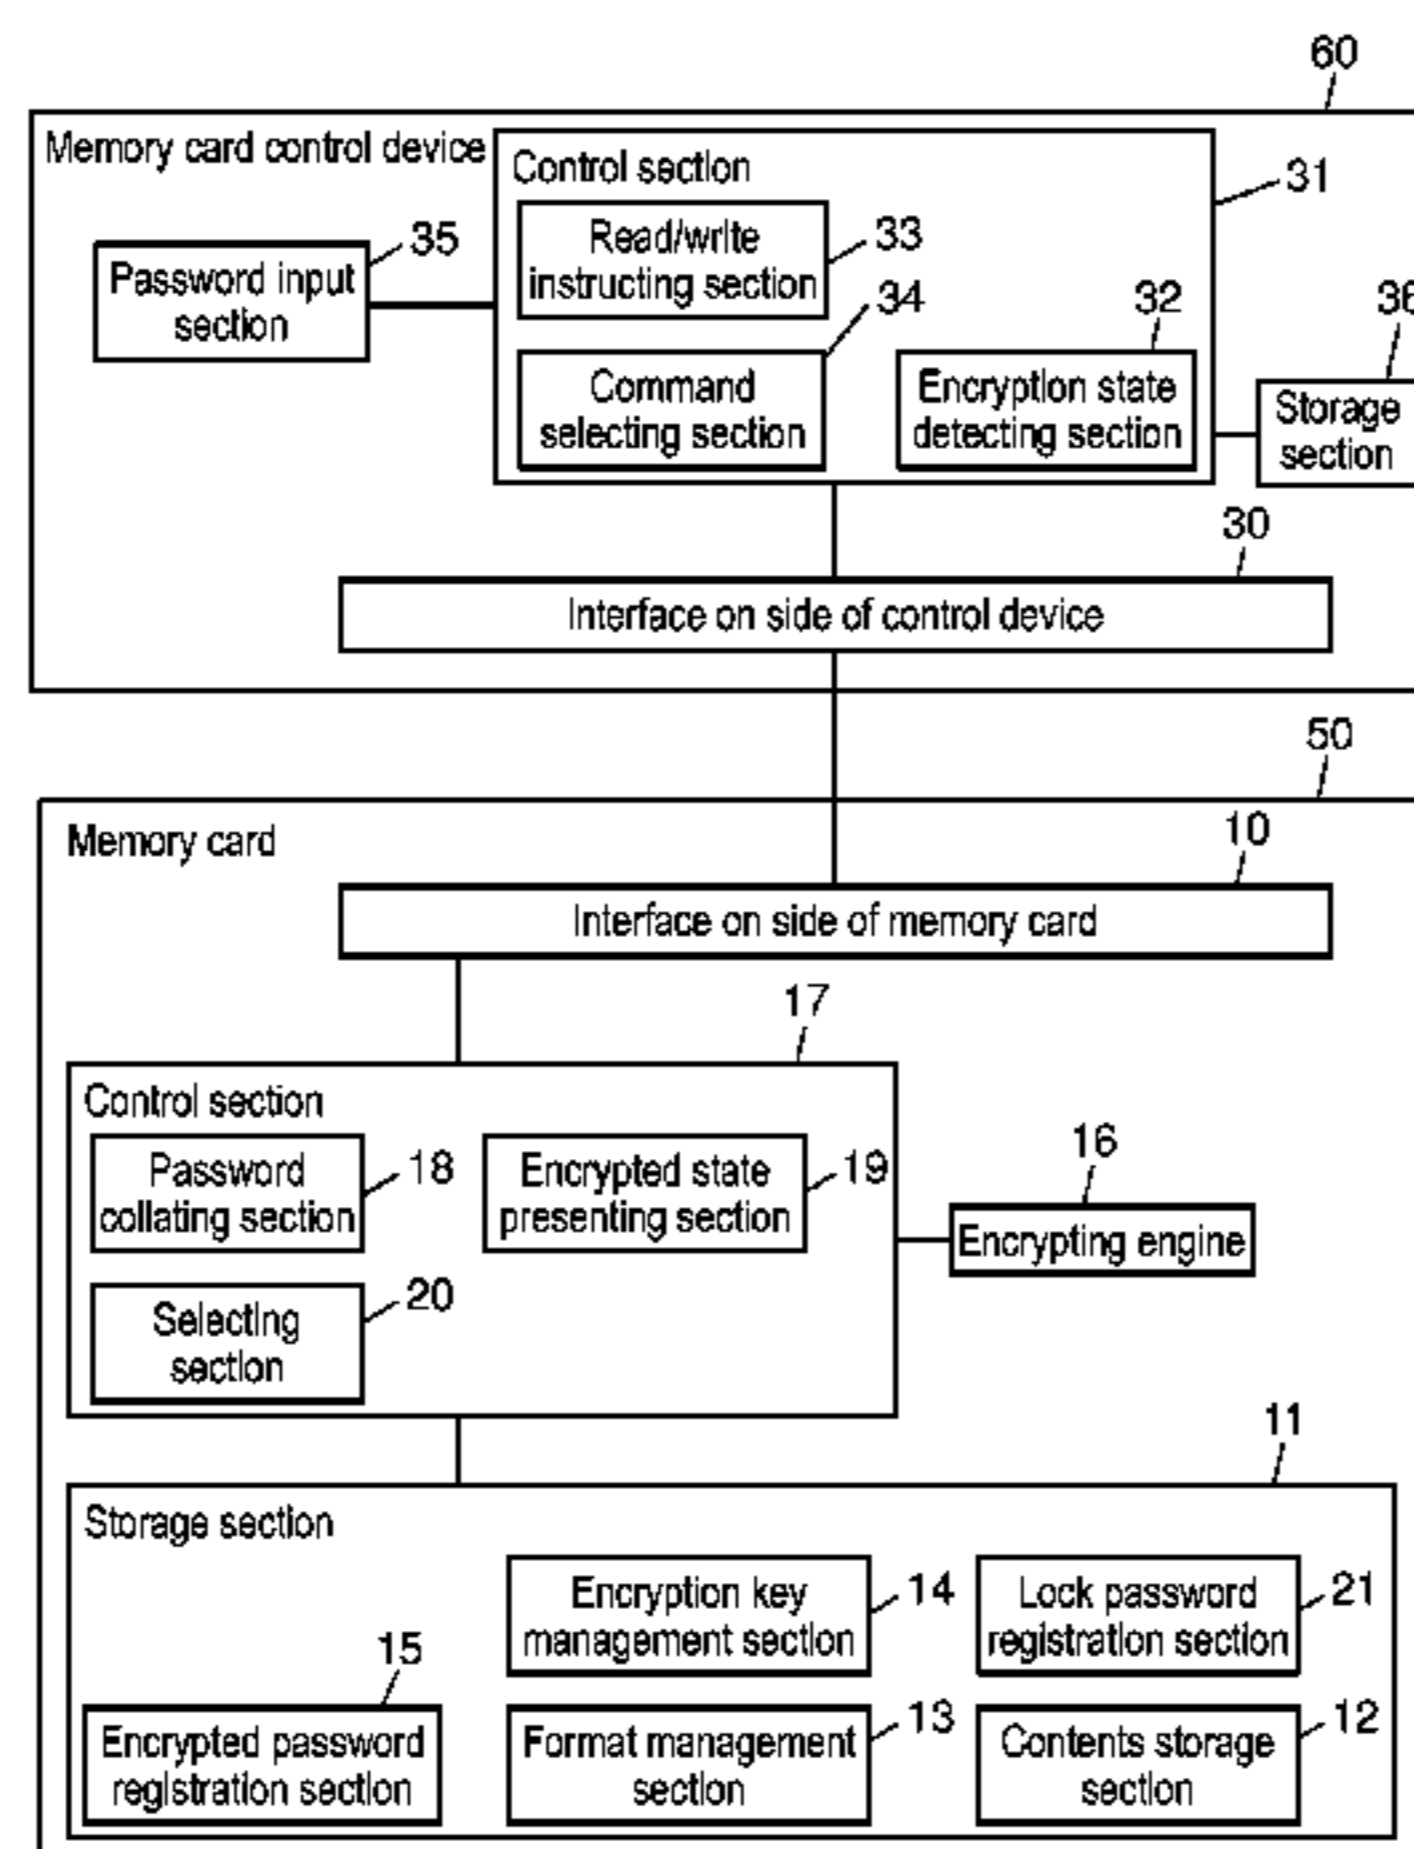 60
Memory card control device
Control section
31
Read/write
instructing section
33
35
Password input
section
34
32
36
Command
selecting section
Encryption state
detecting section
Storage
section
30
Interface on side of control device
50
Memory card
10
Interface on side of memory card
17
Control section
Password
collating section
18
Encrypted state
presenting section
19
16
Encrypting engine
20
Selecting
section
11
Storage section
Encryption key
management section
14
Lock password
registration section
21
15
Encrypted password
registration section
Format management
section
13
Contents storage
section
12